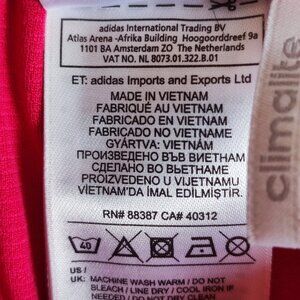 adidas International Trading BV
Atlas Arena -Afrika Building Hoogoorddreef 9a
1101 BA Amsterdam ZO The Netherlands
VAT NO. NL 8073.01.322.B.01
ET: adidas Imports and Exports Ltd
MADE IN VIETNAM
FABRIQUÉ AU VIETNAM
FABRICADO EN VIETNAM
FABRICADO NO VIETNAME
GYÁRTVA: VIETNÁM
ПРОИЗВЕДЕНО ВЪВ ВИЕТНАМ
СДЕЛАНО ВО ВЬЕТНАМЕ
PROIZVEDENO U VIJETNAMU
VIETNAM'DA İMAL EDİLMİŞTİR.
RN# 88387 CA# 40312
40
US /
UK: MACHINE WASH WARM / DO NOT
BLEACH / LINE DRY / COOL IRON IF
NEEDED / DO NOT DRY CLEAN
climalite